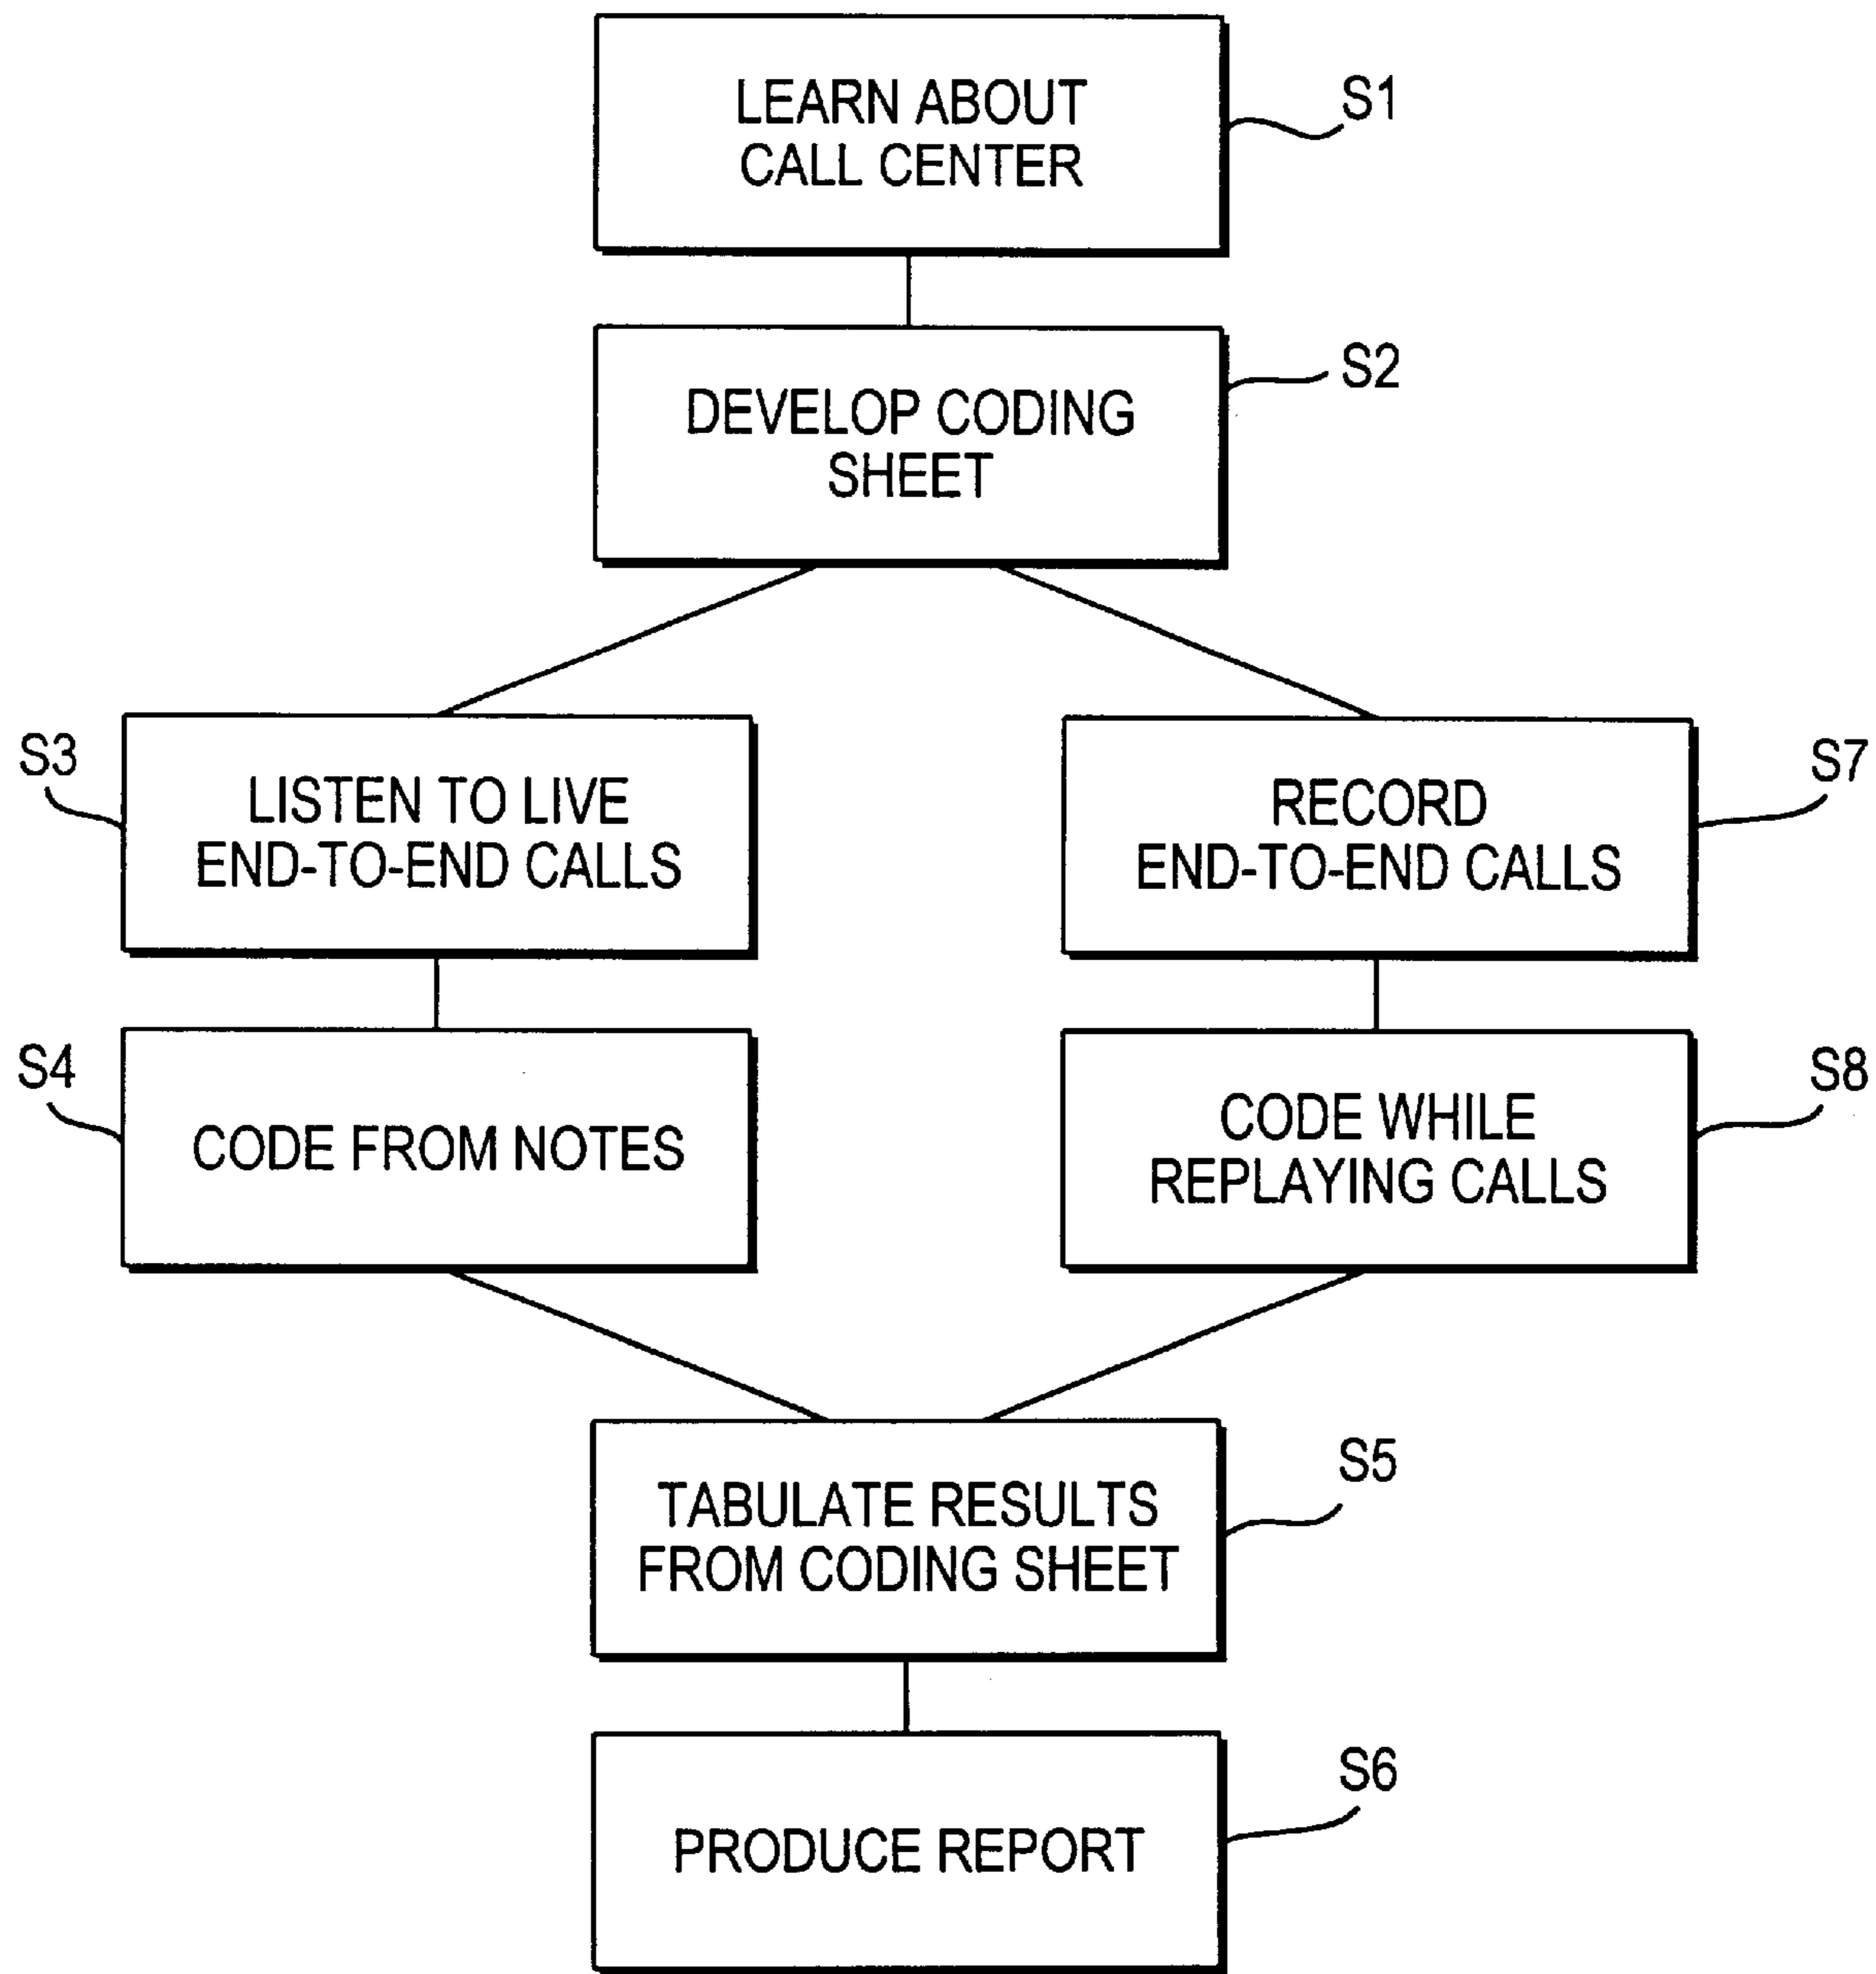 LEARN ABOUT
CALL CENTER
S1
DEVELOP CODING
SHEET
S2
S3
LISTEN TO LIVE
END-TO-END CALLS
RECORD
END-TO-END CALLS
S7
S4
CODE FROM NOTES
CODE WHILE
REPLAYING CALLS
S8
TABULATE RESULTS
FROM CODING SHEET
S5
PRODUCE REPORT
S6